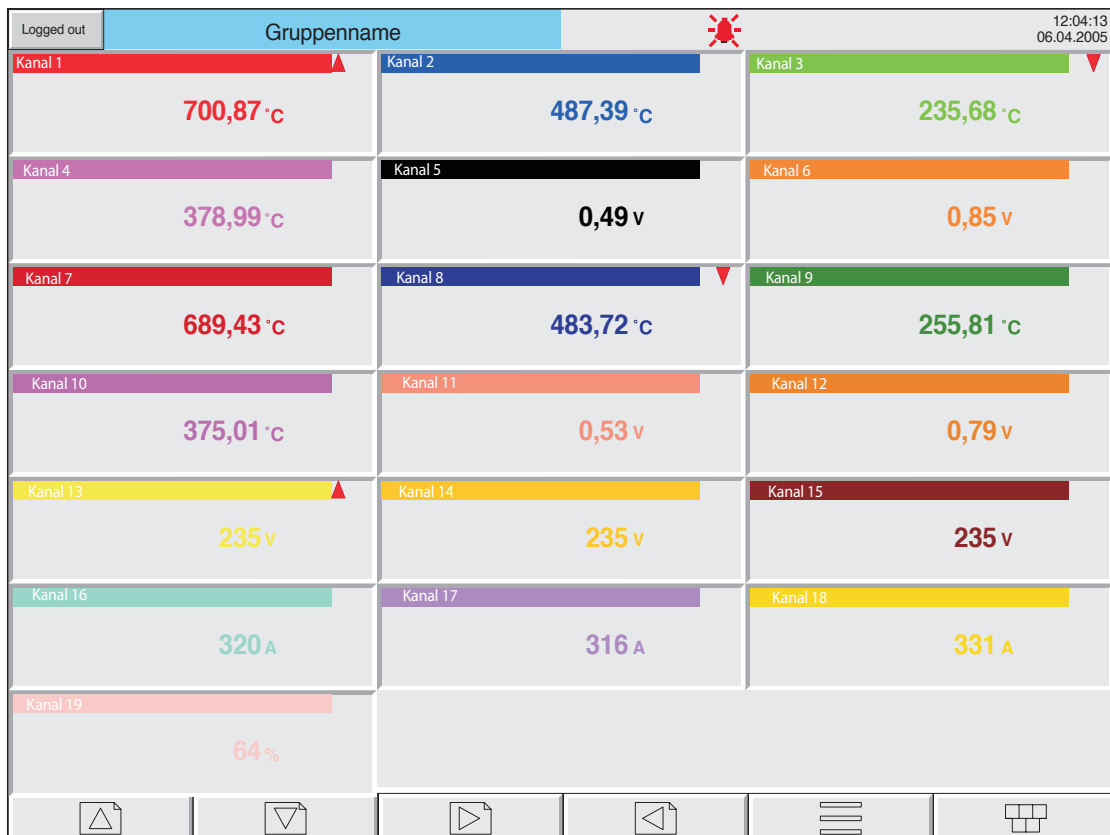 Logged out
Gruppenname
12:04:13
06.04.2005
Kanal 1
Kanal 2
Kanal 3
700,87 °C
487,39 °C
235,68 °C
Kanal 4
Kanal 5
Kanal 6
378,99 °C
0,49 V
0,85 V
Kanal 7
Kanal 8
Kanal 9
689,43 °C
483,72 °C
255,81 °C
Kanal 10
Kanal 11
Kanal 12
375,01 °C
0,53 V
0,79 V
Kanal 13
Kanal 14
Kanal 15
235 V
235 V
235 V
Kanal 16
Kanal 17
Kanal 18
320 A
316 A
331 A
Kanal 19
64 %